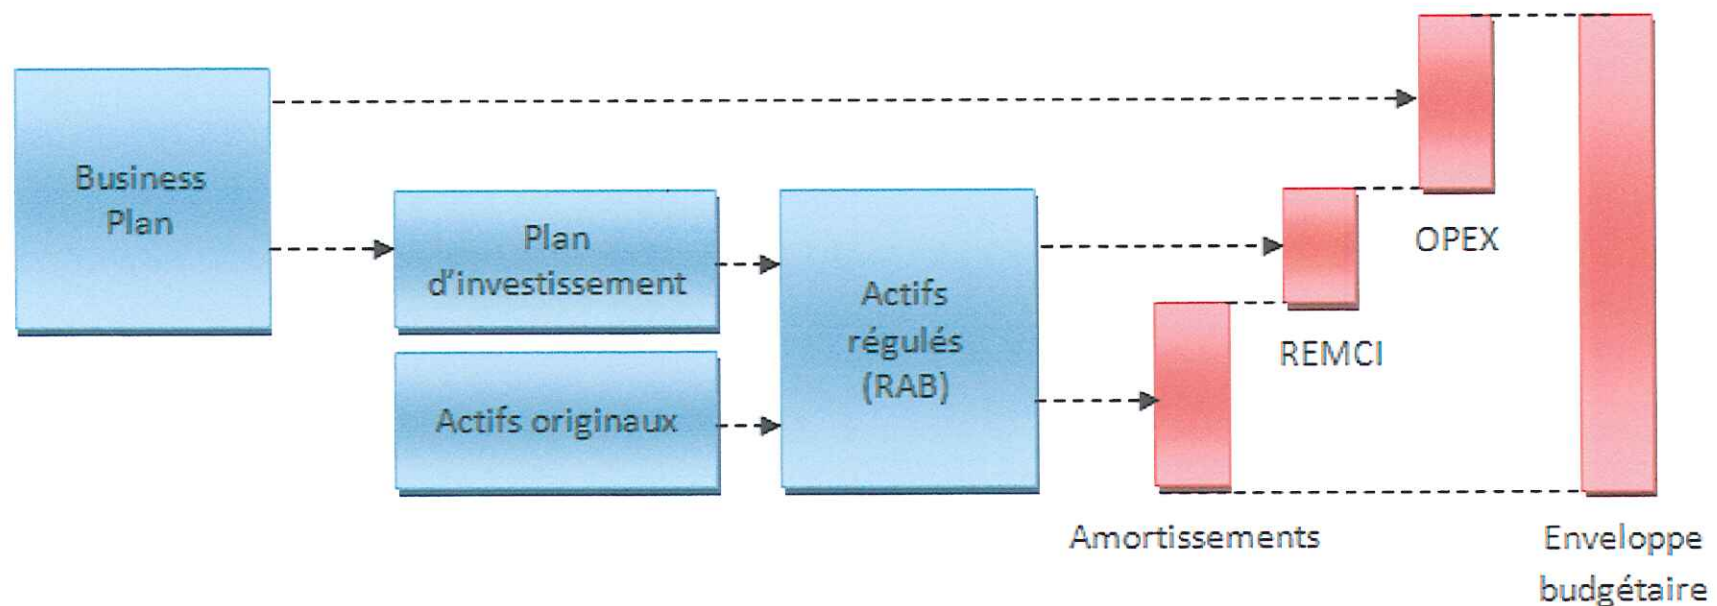 Business
Plan
Plan
d'investissement
Actifs originaux
Actifs
régulés
(RAB)
OPEX
REMCI
Amortissements
Enveloppe
budgétaire